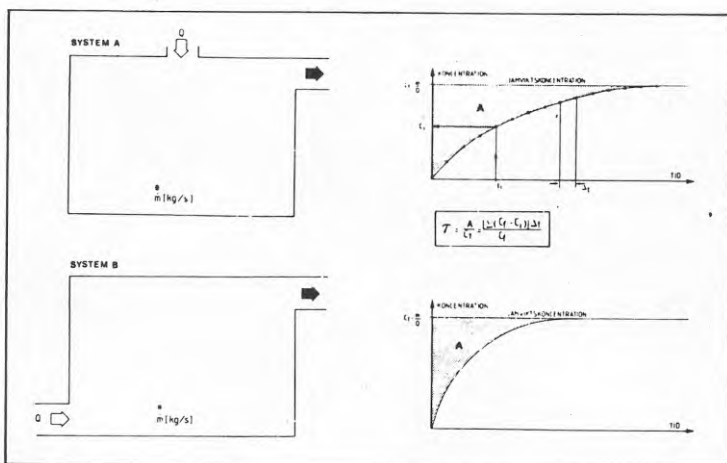 Q
SYSTEM A
ṁ [kg/s]
KONCENTRATION
JÄMVIKTSKONCENTRATION
A
TID
SYSTEM B
Q
ṁ [kg/s]
KONCENTRATION
JÄMVIKTSKONCENTRATION
A
TID